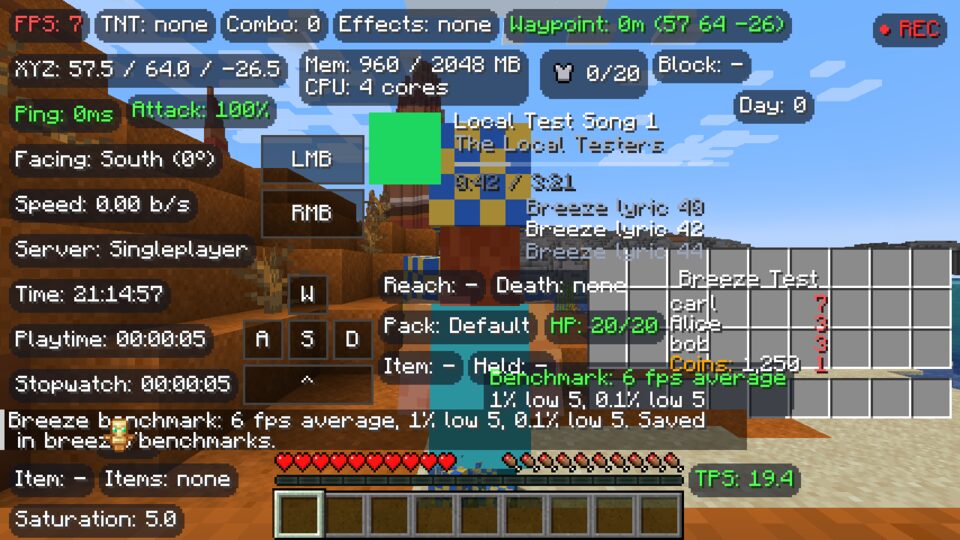 FPS: 7 TNT: none Combo: 0 Effects: none Waypoint: 0m (57 64 -26)
REC
XYZ: 57.5 / 64.0 / -26.5
Mem: 960 / 2048 MB
CPU: 4 cores
0/20
Block: -
Day: 0
Ping: 0ms
Attack: 100%
Local Test Song 1
The Local Testers
0:42 / 3:21
Breeze lyric 40
Breeze lyric 42
Breeze lyric 44
Facing: South (0°)
LMB
RMB
Speed: 0.00 b/s
Server: Singleplayer
Time: 21:14:57
W
A S D
^
Reach: - Death: none
Breeze Test
carl 7
Alice 3
bob 3
Coins: 1,250 1
Pack: Default HP: 20/20
Playtime: 00:00:05
Item: - Held: -
Stopwatch: 00:00:05
Benchmark: 6 fps average
1% low 5, 0.1% low 5
Breeze benchmark: 6 fps average, 1% low 5, 0.1% low 5. Saved
in breeze benchmarks.
Item: - Items: none
TPS: 19.4
Saturation: 5.0